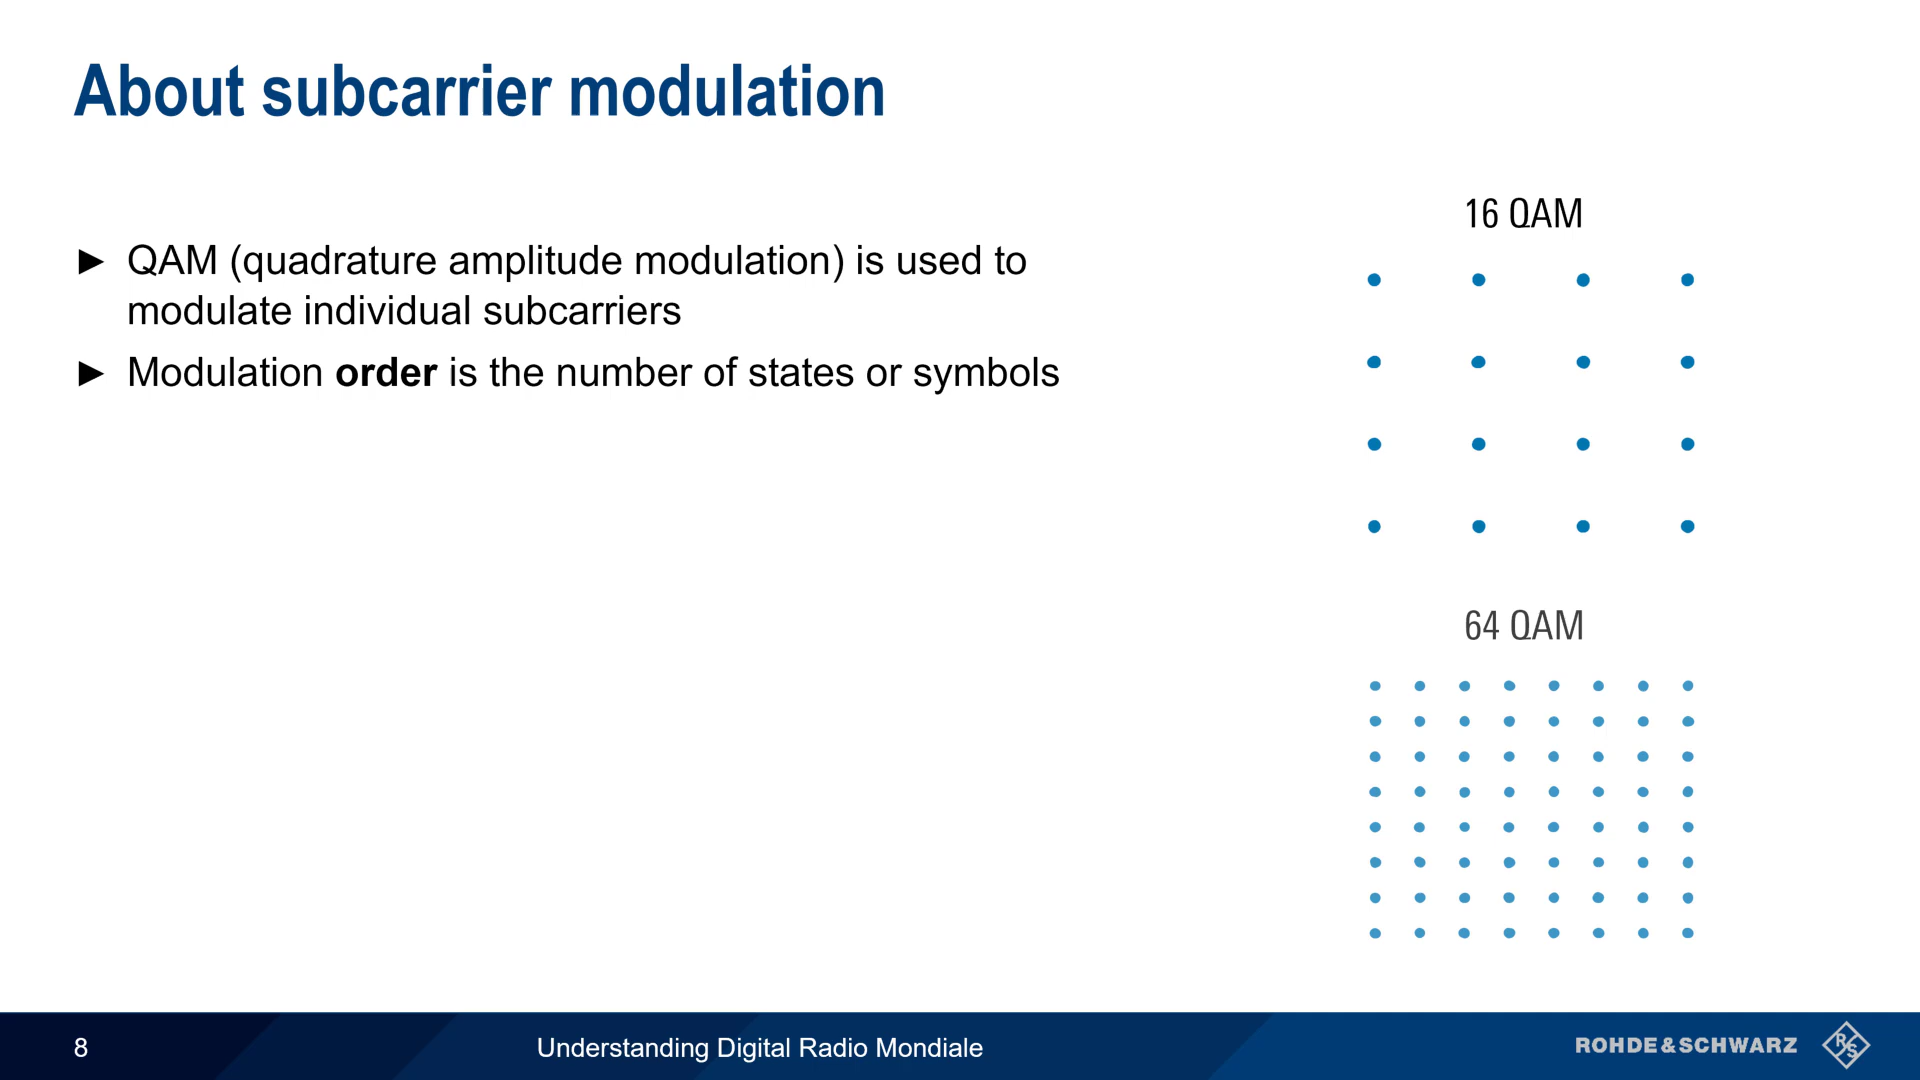 About subcarrier modulation
► QAM (quadrature amplitude modulation) is used to
modulate individual subcarriers
► Modulation order is the number of states or symbols
16 QAM
64 QAM
8
Understanding Digital Radio Mondiale
ROHDE&SCHWARZ
R&S